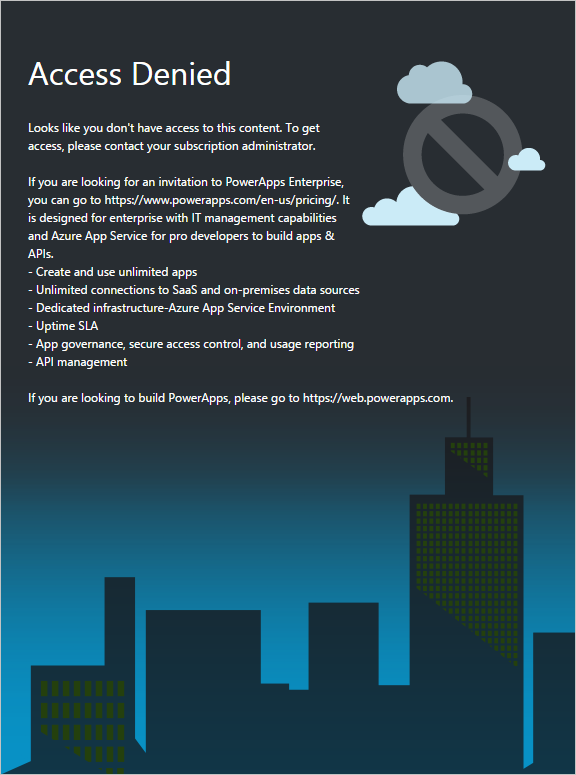 Access Denied
Looks like you don't have access to this content. To get
access, please contact your subscription administrator.
If you are looking for an invitation to PowerApps Enterprise,
you can go to https://www.powerapps.com/en-us/pricing/. It
is designed for enterprise with IT management capabilities
and Azure App Service for pro developers to build apps &
APIs.
- Create and use unlimited apps
- Unlimited connections to SaaS and on-premises data sources
- Dedicated infrastructure-Azure App Service Environment
- Uptime SLA
- App governance, secure access control, and usage reporting
- API management
If you are looking to build PowerApps, please go to https://web.powerapps.com.